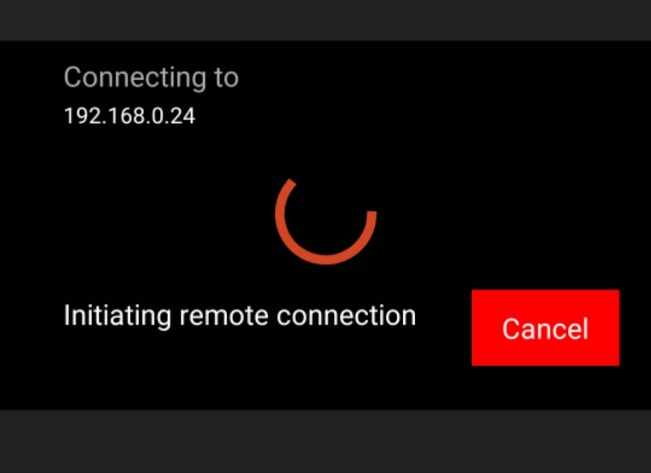 Connecting to
192.168.0.24
Initiating remote connection
Cancel